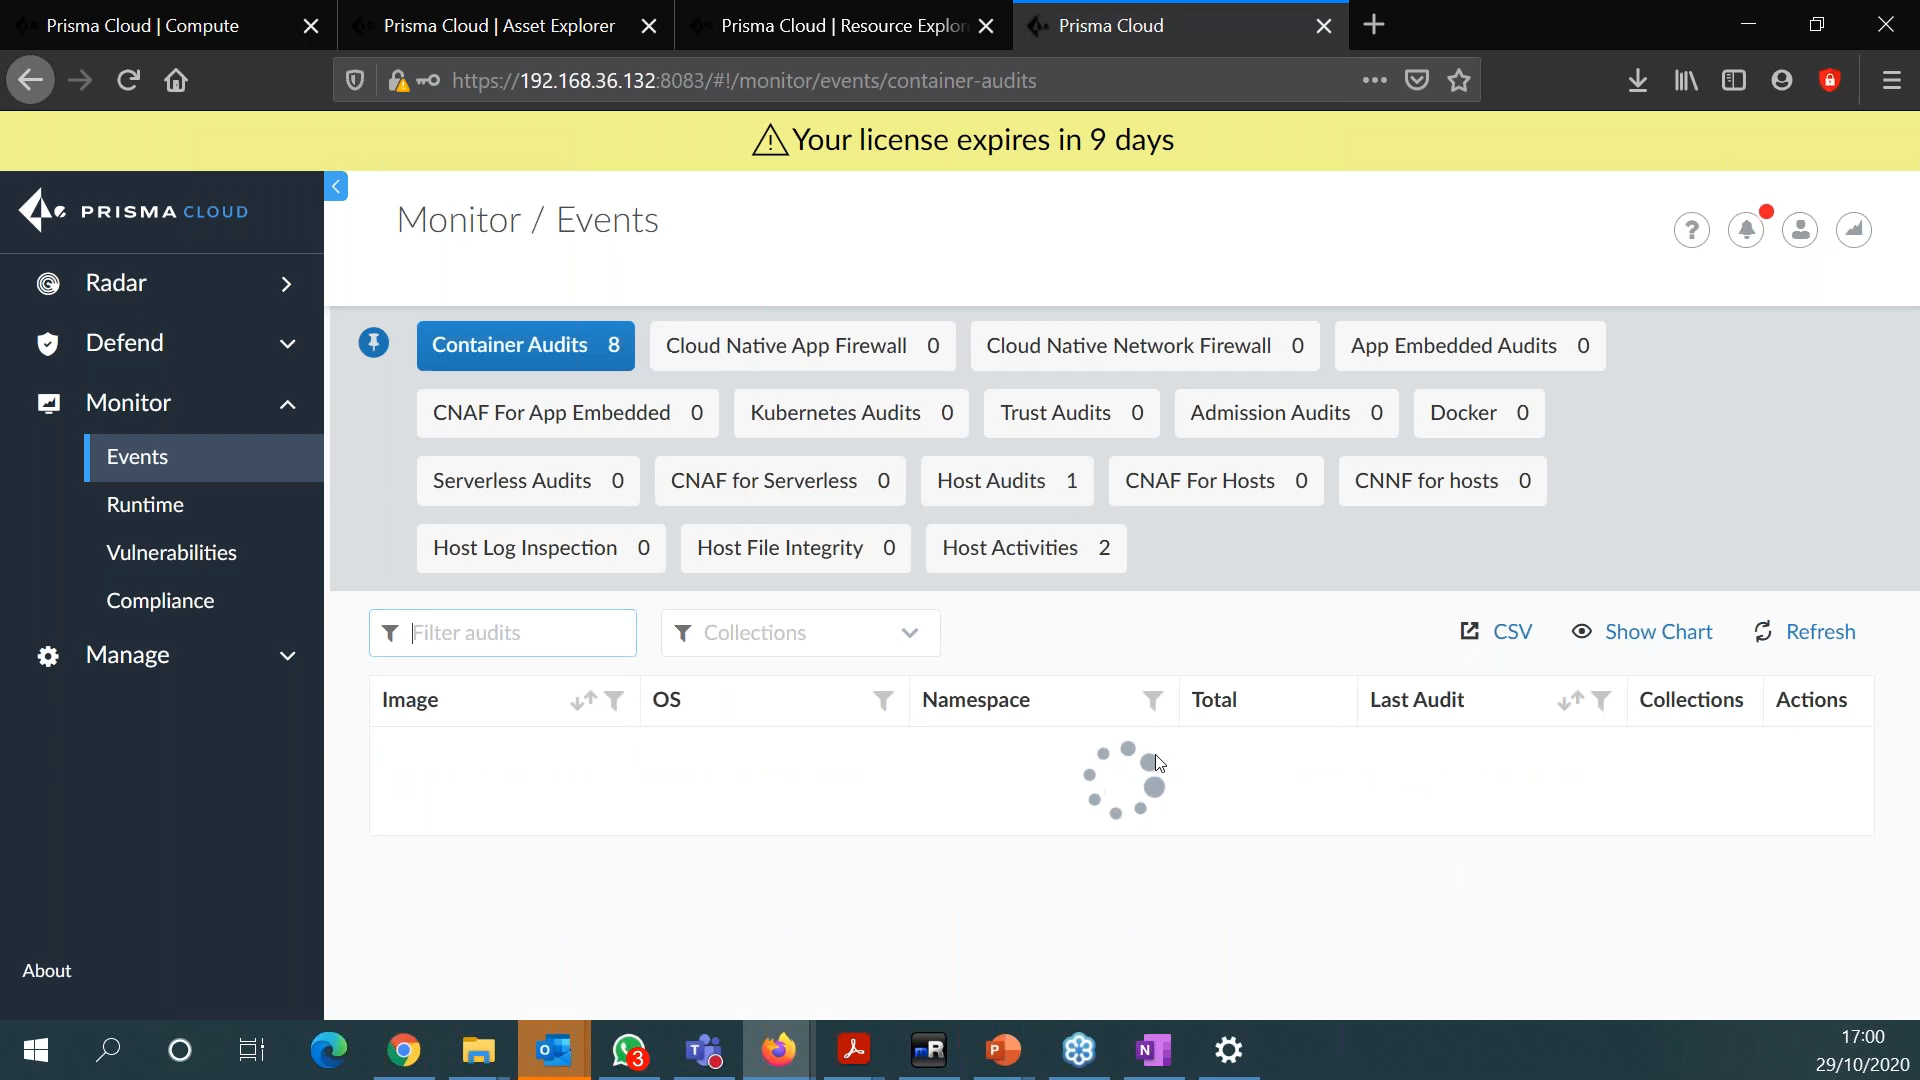 Prisma Cloud | Compute
Prisma Cloud | Asset Explorer
Prisma Cloud | Resource Explor
Prisma Cloud
https://192.168.36.132:8083/#!/monitor/events/container-audits
Your license expires in 9 days
PRISMA CLOUD
Monitor / Events
Radar
Defend
Monitor
Events
Runtime
Vulnerabilities
Compliance
Manage
About
Container Audits 8
Cloud Native App Firewall 0
Cloud Native Network Firewall 0
App Embedded Audits 0
CNAF For App Embedded 0
Kubernetes Audits 0
Trust Audits 0
Admission Audits 0
Docker 0
Serverless Audits 0
CNAF for Serverless 0
Host Audits 1
CNAF For Hosts 0
CNNF for hosts 0
Host Log Inspection 0
Host File Integrity 0
Host Activities 2
Filter audits
Collections
CSV
Show Chart
Refresh
Image
OS
Namespace
Total
Last Audit
Collections
Actions
3
mR
17:00
29/10/2020